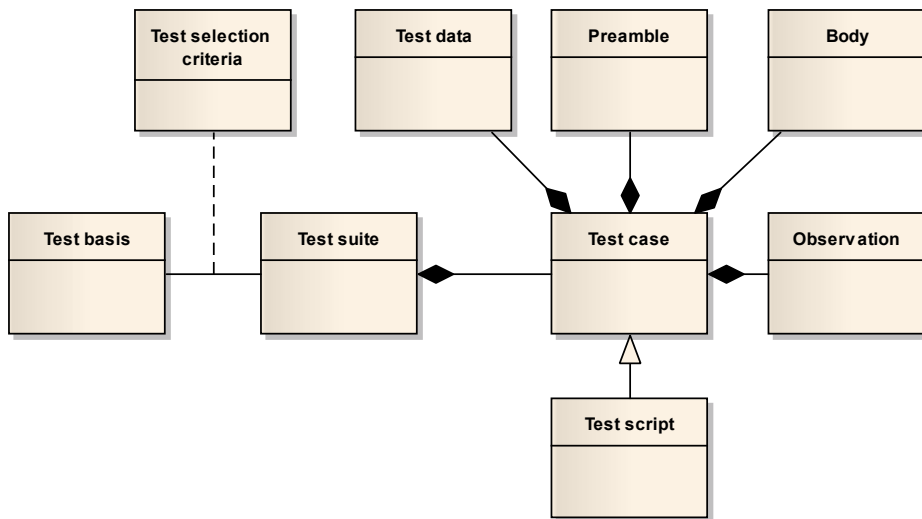 Test selection
criteria
Test data
Preamble
Body
Test basis
Test suite
Test case
Observation
Test script